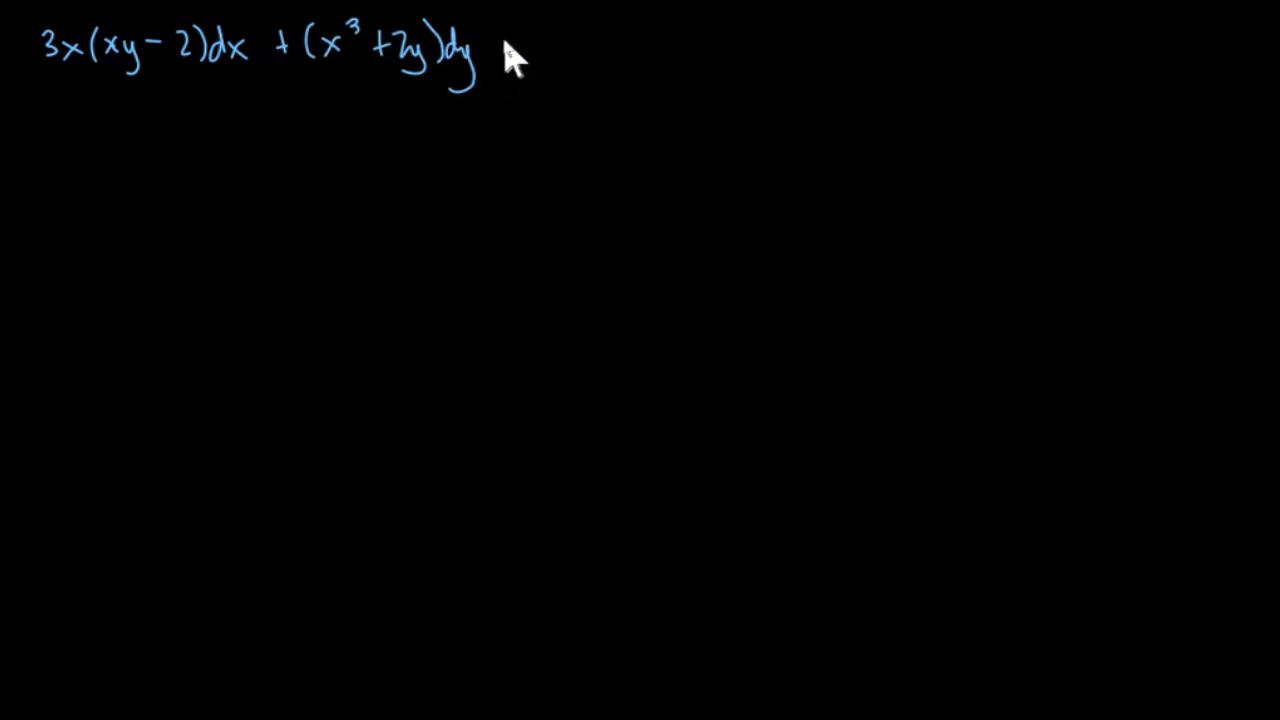 3x(xy - 2)dx + (x³ + 2y)dy